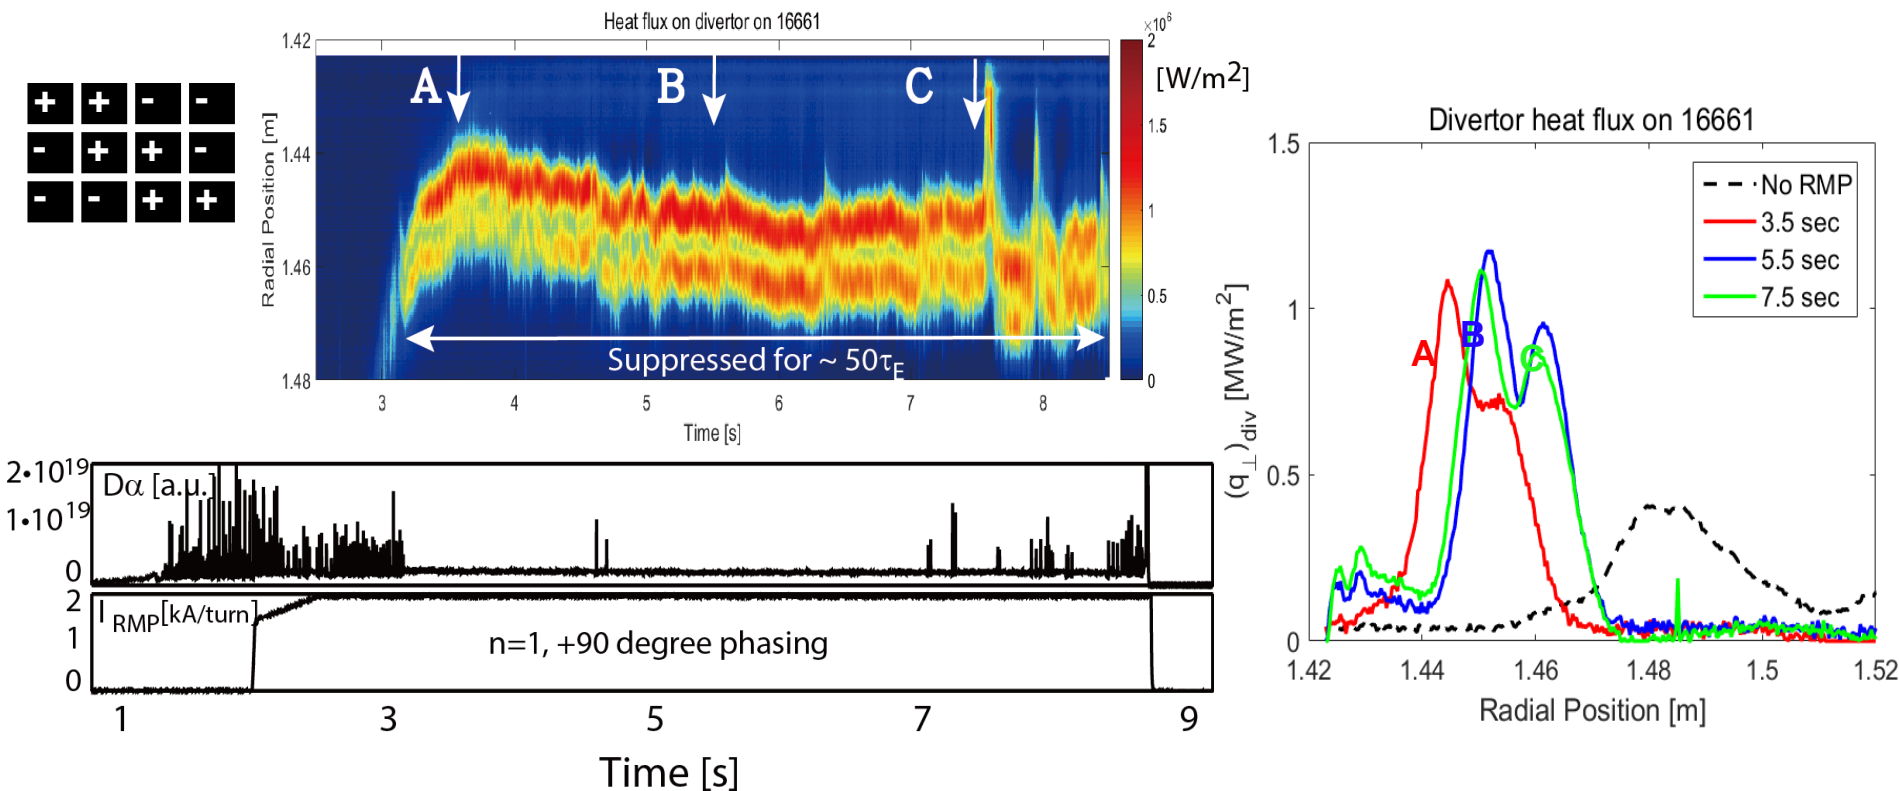 Heat flux on divertor on 16661
×10⁶
+ + - -
- + + -
- - + +
1.42
1.44
1.46
1.48
Radial Position [m]
A
B
C
Suppressed for ~ 50τE
3 4 5 6 7 8
Time [s]
2
1.5
1
0.5
0
[W/m2]
2•10¹⁹
1•10¹⁹
0
Dα [a.u.]
2
1
0
I RMP[kA/turn]
n=1, +90 degree phasing
1 3 5 7 9
Time [s]
Divertor heat flux on 16661
1.5
1
0.5
0
(q⊥)div [MW/m²]
No RMP
3.5 sec
5.5 sec
7.5 sec
A
B
C
1.42 1.44 1.46 1.48 1.5 1.52
Radial Position [m]